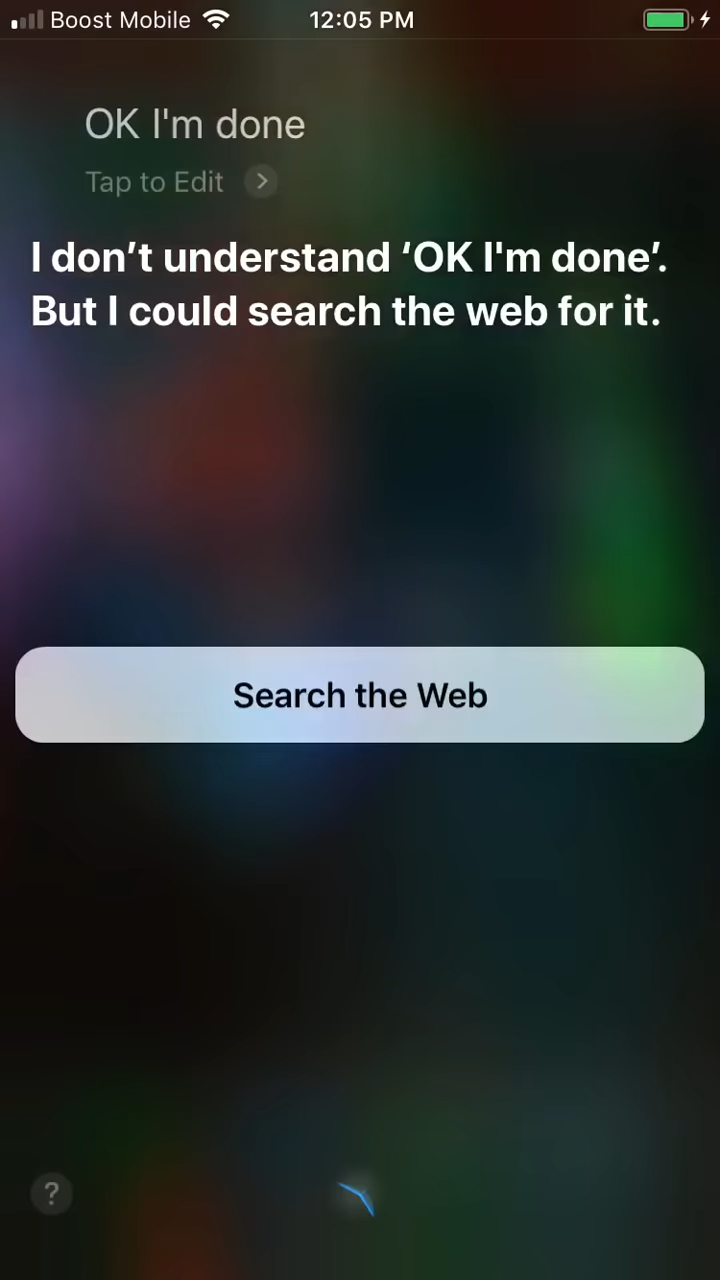 Boost Mobile 12:05 PM
OK I'm done
Tap to Edit
I don’t understand ‘OK I'm done’.
But I could search the web for it.
Search the Web
?